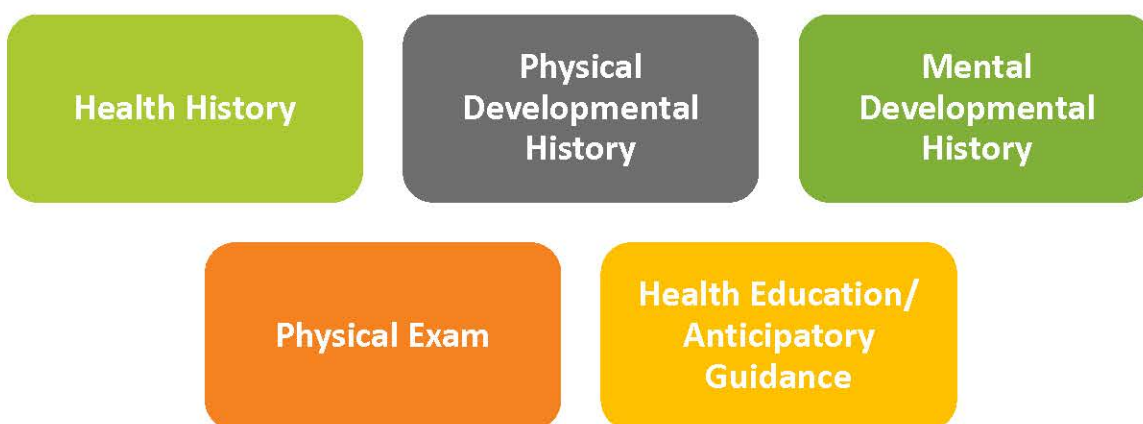 Health History
Physical
Developmental
History
Mental
Developmental
History
Physical Exam
Health Education/
Anticipatory
Guidance